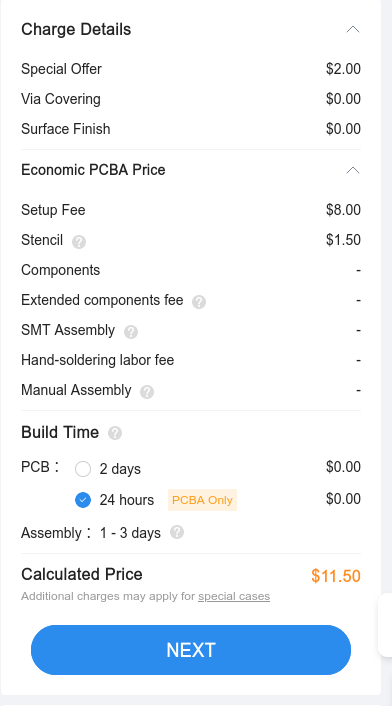 Charge Details
Special Offer $2.00
Via Covering $0.00
Surface Finish $0.00
Economic PCBA Price
Setup Fee $8.00
Stencil ? $1.50
Components -
Extended components fee ? -
SMT Assembly ? -
Hand-soldering labor fee -
Manual Assembly ? -
Build Time ?
PCB： 2 days $0.00
24 hours PCBA Only $0.00
Assembly： 1 - 3 days ?
Calculated Price $11.50
Additional charges may apply for special cases
NEXT